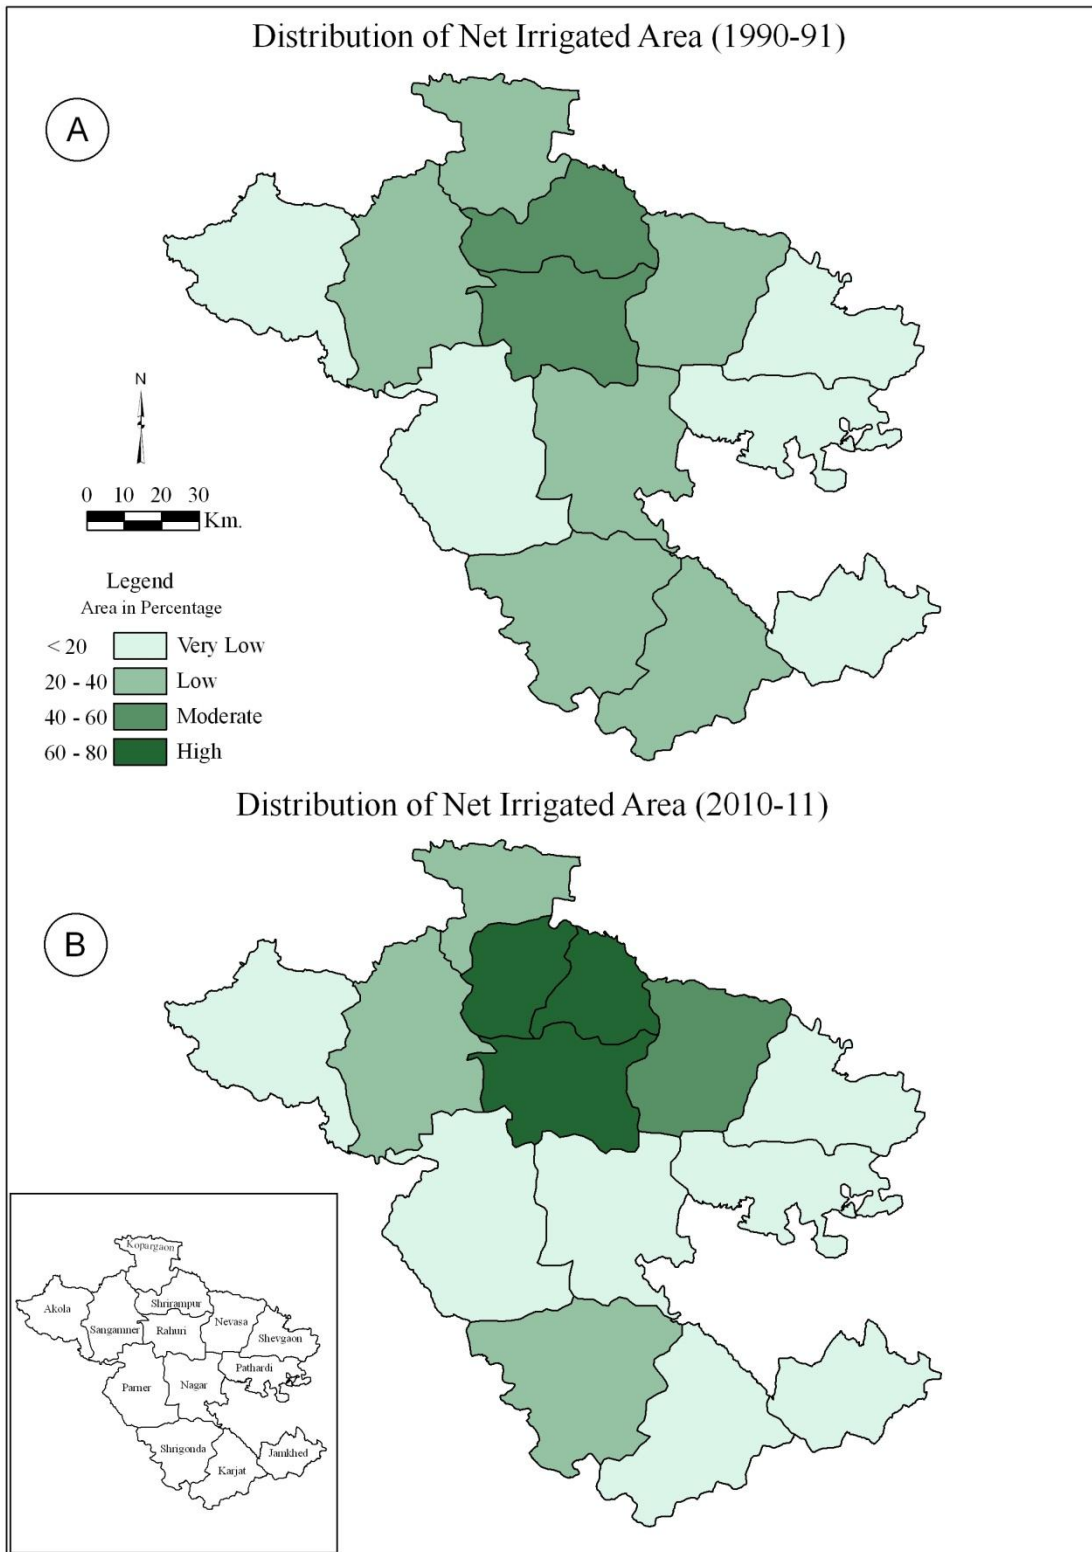 Distribution of Net Irrigated Area (1990-91)
A
N
0 10 20 30
Km.
Legend
Area in Percentage
< 20 Very Low
20 - 40 Low
40 - 60 Moderate
60 - 80 High
Distribution of Net Irrigated Area (2010-11)
B
Kopargaon
Akola
Shrirampur
Sangamner
Rahuri
Nevasa
Shevgaon
Parner
Nagar
Pathardi
Shrigonda
Karjat
Jamkhed